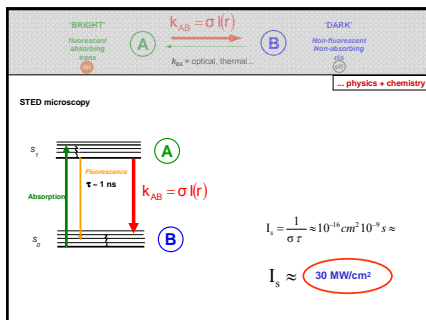 'BRIGHT'
fluorescent
absorbing
trans
on
A
k_AB = σ I(r)
k_BA = optical, thermal...
B
'DARK'
Non-fluorescent
Non-absorbing
cis
off
... physics + chemistry
STED microscopy
S_1
A
Fluorescence
τ ~ 1 ns
Absorption
k_AB = σ I(r)
S_0
B
I_s = 1/(σ τ) ≈ 10^-16 cm^2 10^-9 s ≈
I_s ≈ 30 MW/cm²